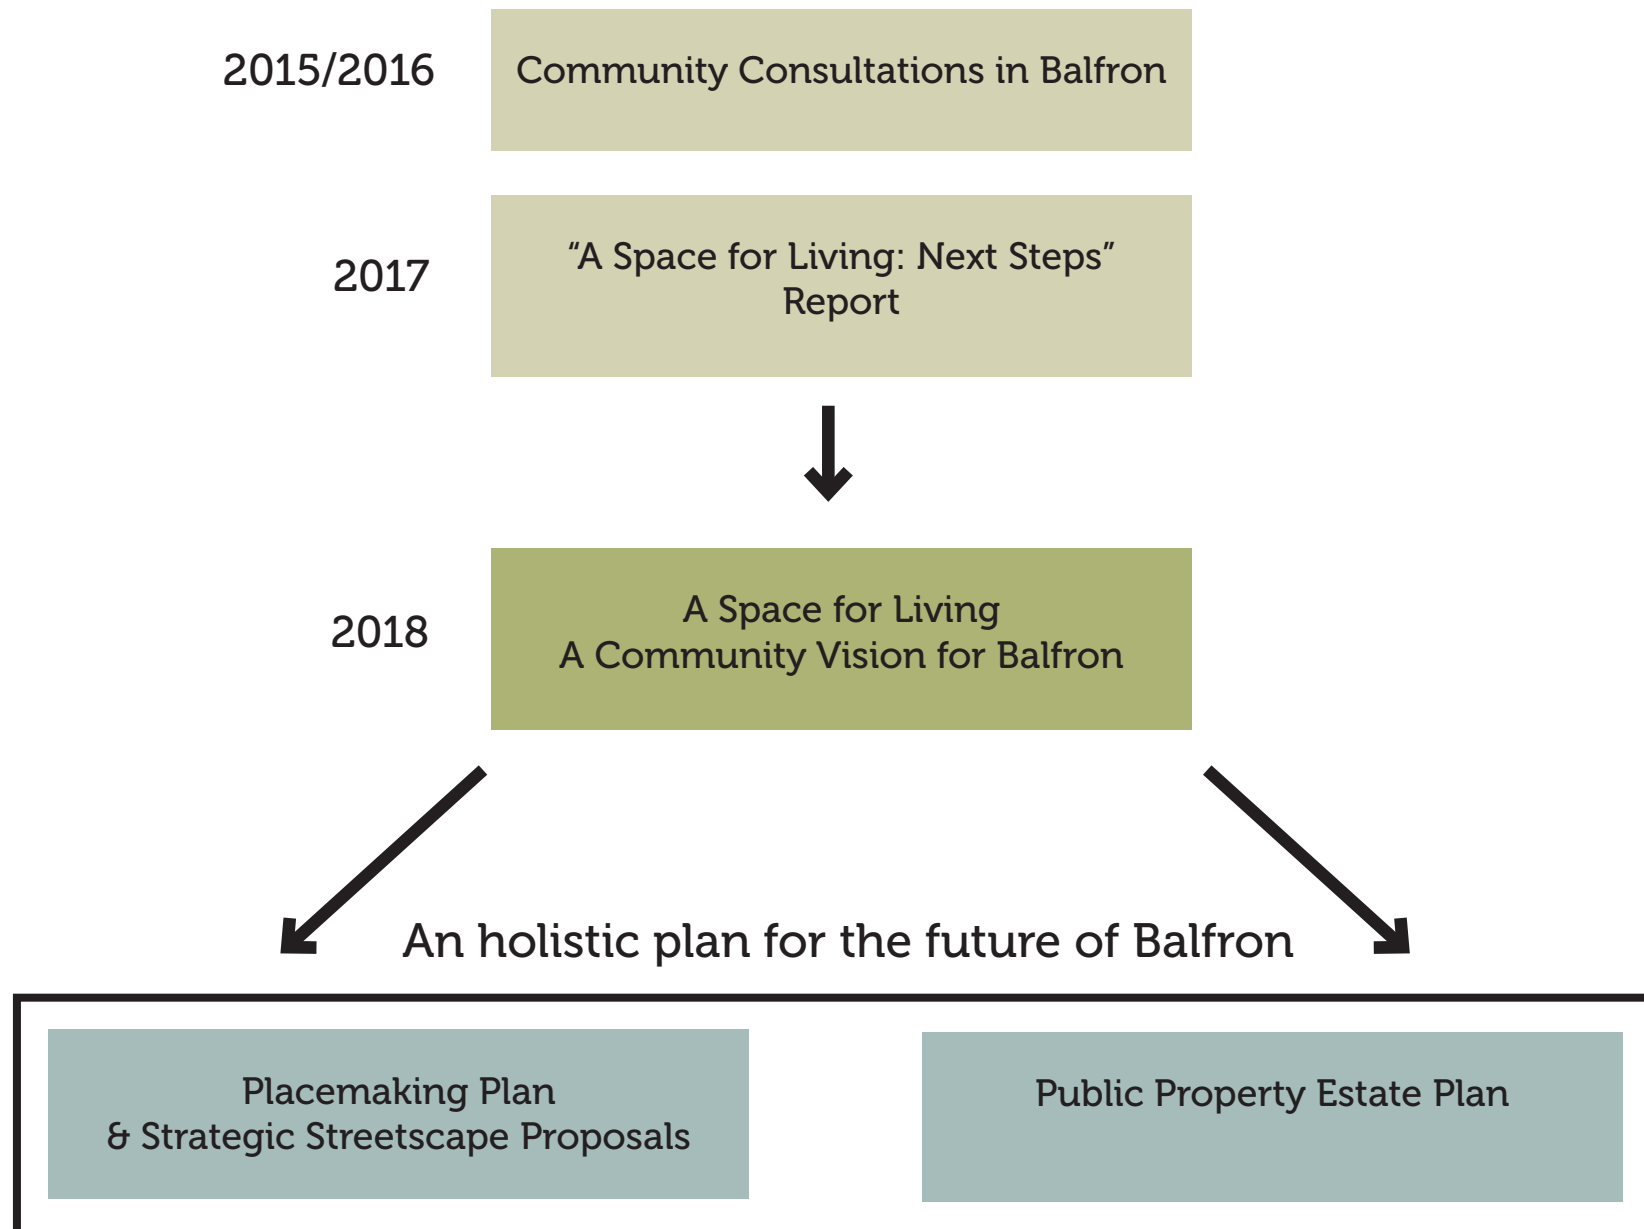 2015/2016
Community Consultations in Balfron
2017
“A Space for Living: Next Steps”
Report
2018
A Space for Living
A Community Vision for Balfron
An holistic plan for the future of Balfron
Placemaking Plan
& Strategic Streetscape Proposals
Public Property Estate Plan